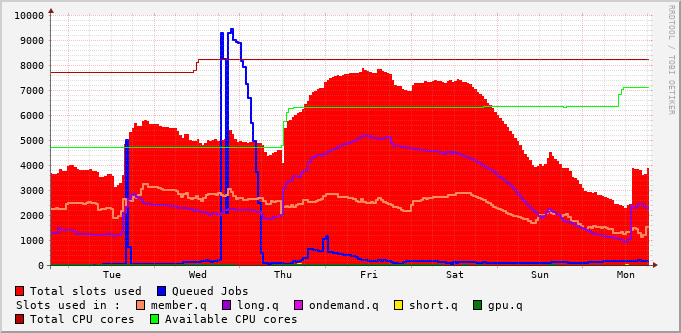 RRDTOOL / TOBI OETIKER
10000
9000
8000
7000
6000
5000
4000
3000
2000
1000
0
Tue Wed Thu Fri Sat Sun Mon
Total slots used Queued Jobs
Slots used in : member.q long.q ondemand.q short.q gpu.q
Total CPU cores Available CPU cores